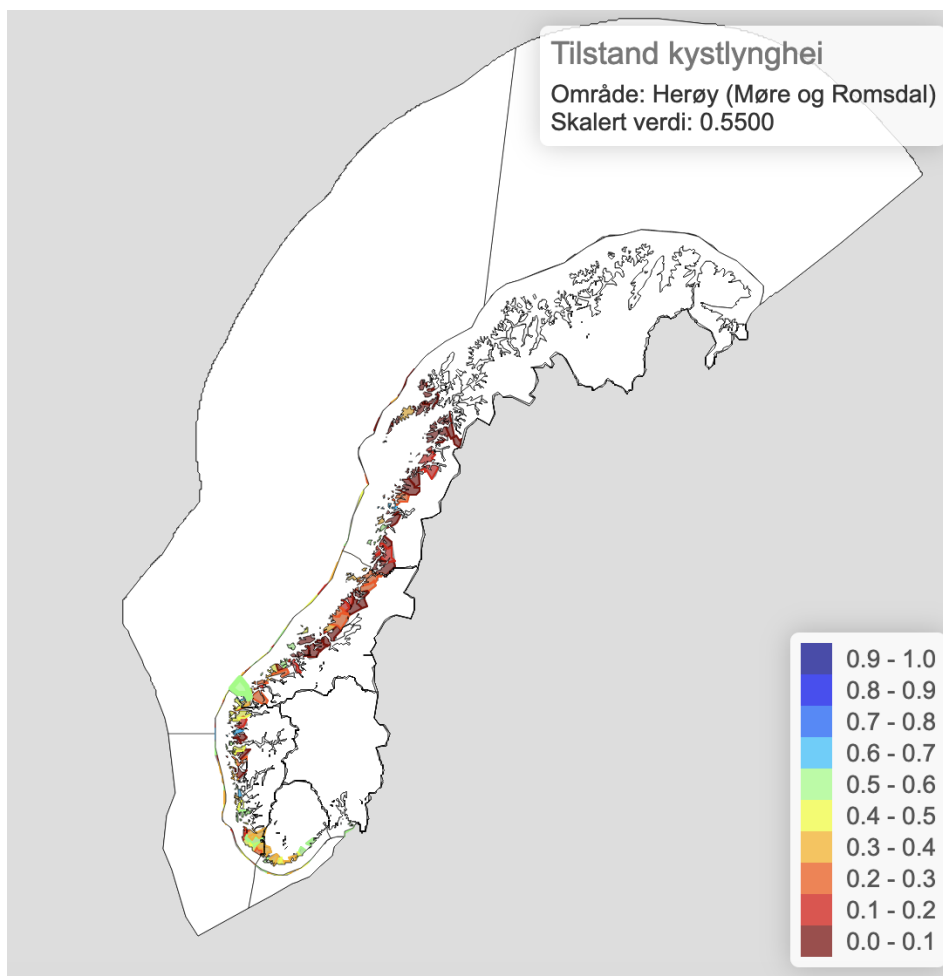 Tilstand kystlynghei
Område: Herøy (Møre og Romsdal)
Skalert verdi: 0.5500
0.9 - 1.0
0.8 - 0.9
0.7 - 0.8
0.6 - 0.7
0.5 - 0.6
0.4 - 0.5
0.3 - 0.4
0.2 - 0.3
0.1 - 0.2
0.0 - 0.1